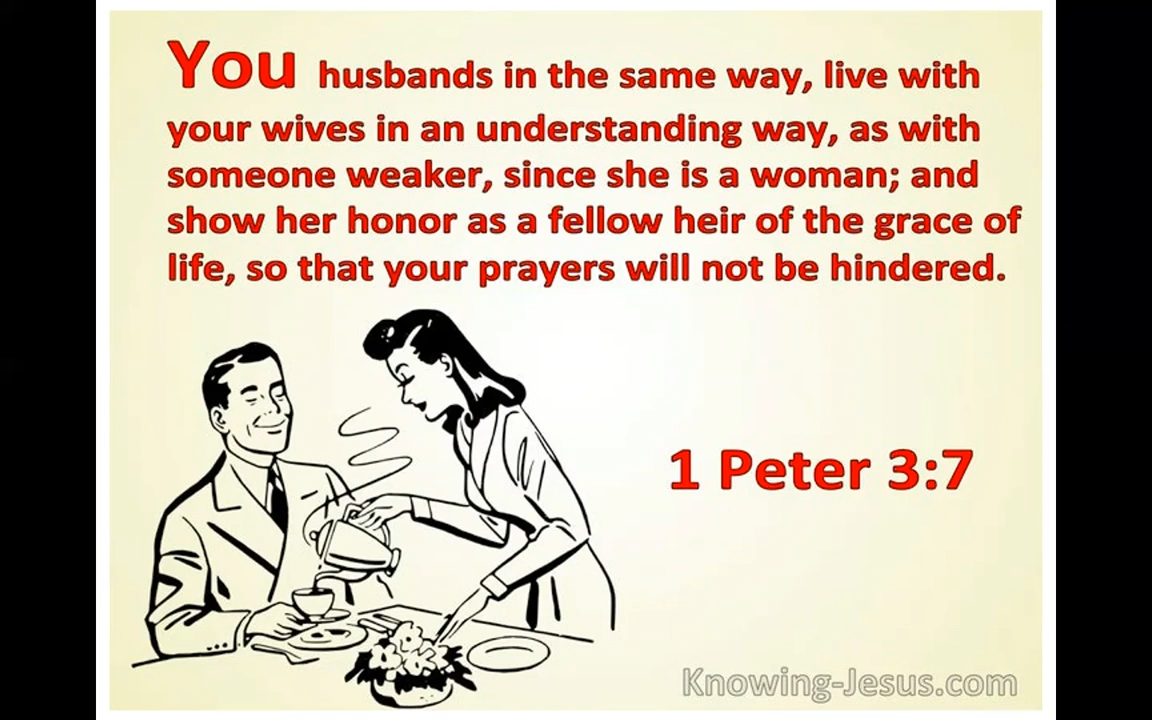 You husbands in the same way, live with
your wives in an understanding way, as with
someone weaker, since she is a woman; and
show her honor as a fellow heir of the grace of
life, so that your prayers will not be hindered.
1 Peter 3:7
Knowing-Jesus.com